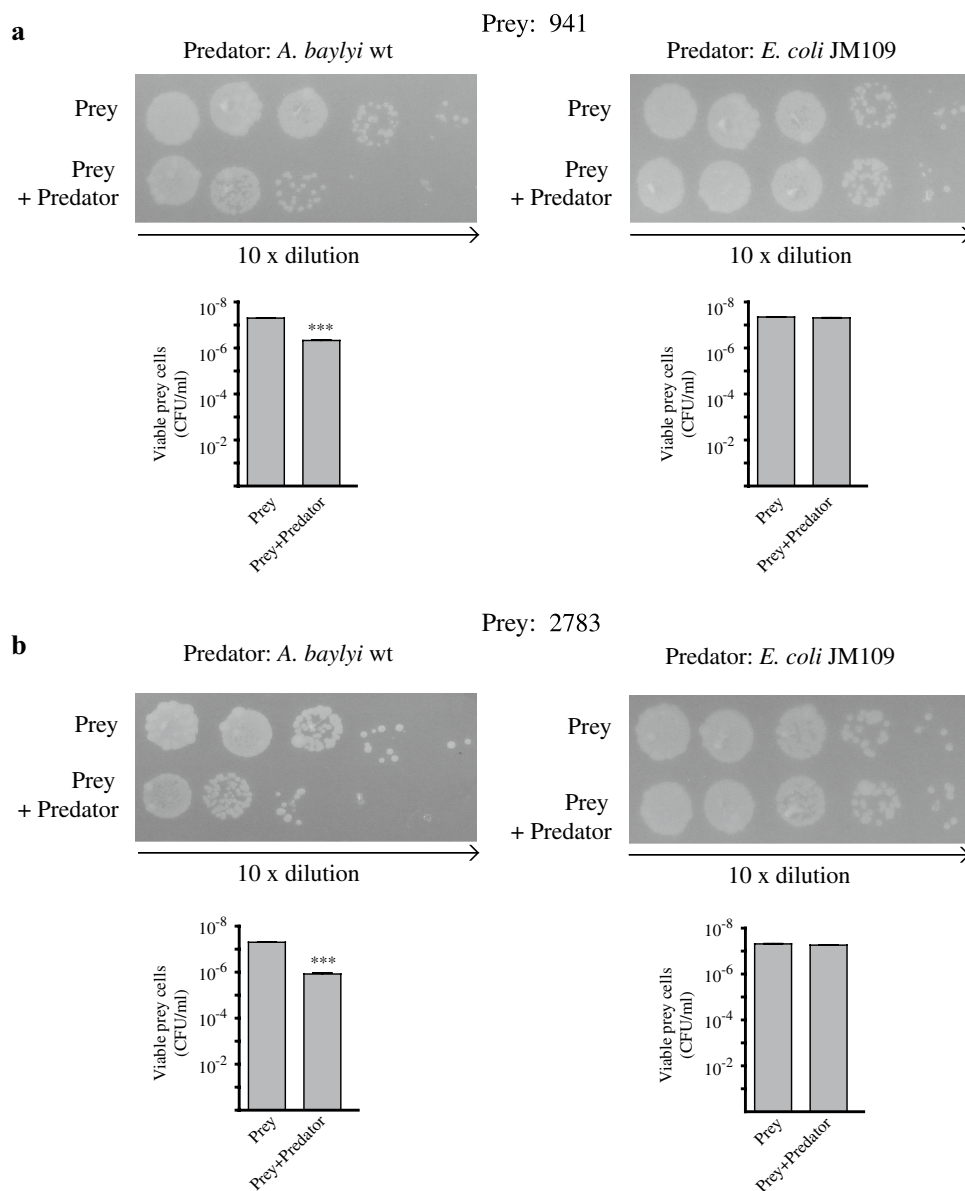 a
Prey: 941
Predator: A. baylyi wt
Prey
Prey
+ Predator
10 x dilution
Predator: E. coli JM109
Prey
Prey
+ Predator
10 x dilution
Viable prey cells
(CFU/ml)
10-8
10-6
10-4
10-2
***
Prey
Prey+Predator
Viable prey cells
(CFU/ml)
10-8
10-6
10-4
10-2
Prey
Prey+Predator
b
Prey: 2783
Predator: A. baylyi wt
Prey
Prey
+ Predator
10 x dilution
Predator: E. coli JM109
Prey
Prey
+ Predator
10 x dilution
Viable prey cells
(CFU/ml)
10-8
10-6
10-4
10-2
***
Prey
Prey+Predator
Viable prey cells
(CFU/ml)
10-8
10-6
10-4
10-2
Prey
Prey+Predator